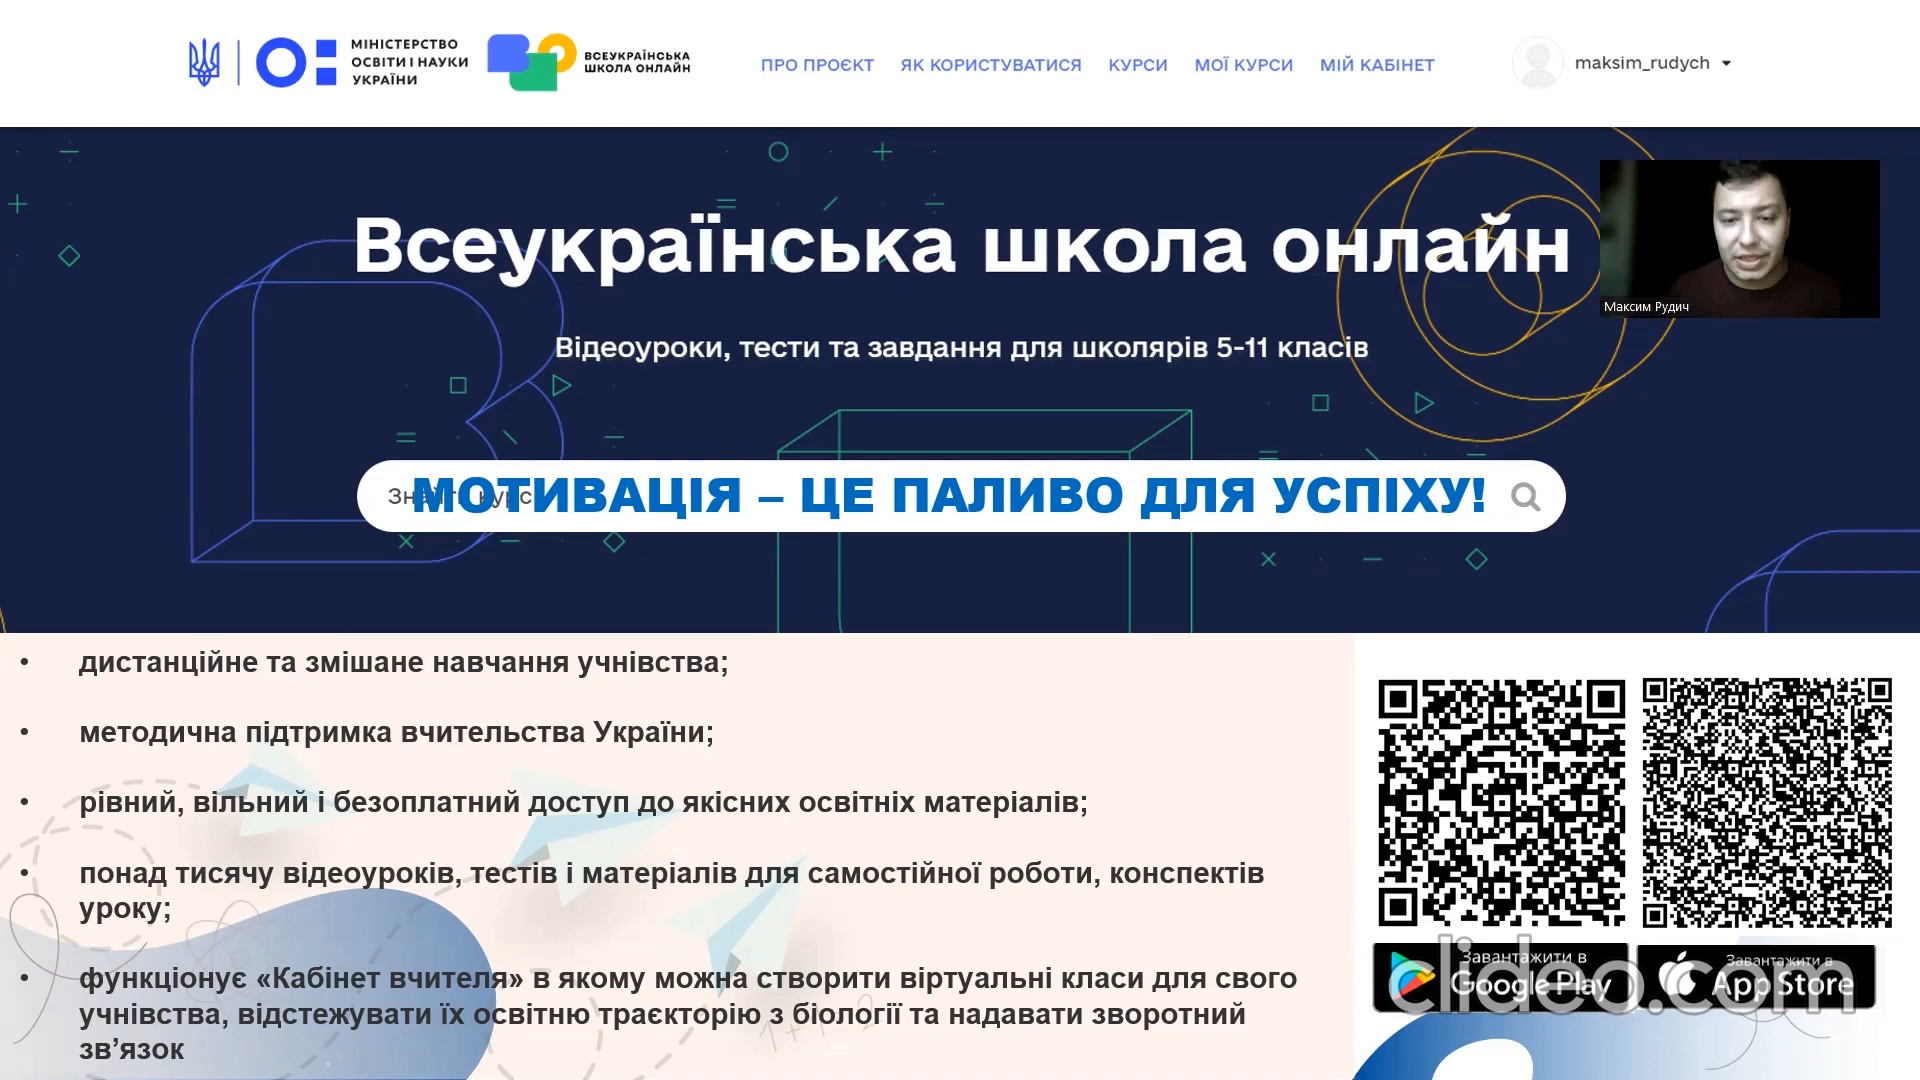 МІНІСТЕРСТВО
ОСВІТИ І НАУКИ
УКРАЇНИ
ВСЕУКРАЇНСЬКА
ШКОЛА ОНЛАЙН
ПРО ПРОЄКТ ЯК КОРИСТУВАТИСЯ КУРСИ МОЇ КУРСИ МІЙ КАБІНЕТ
maksim_rudych
Всеукраїнська школа онлайн
Максим Рудич
Відеоуроки, тести та завдання для школярів 5-11 класів
Знайти курс
МОТИВАЦІЯ – ЦЕ ПАЛИВО ДЛЯ УСПІХУ!
• дистанційне та змішане навчання учнівства;
• методична підтримка вчительства України;
• рівний, вільний і безоплатний доступ до якісних освітніх матеріалів;
• понад тисячу відеоуроків, тестів і матеріалів для самостійної роботи, конспектів
уроку;
• функціонує «Кабінет вчителя» в якому можна створити віртуальні класи для свого
учнівства, відстежувати їх освітню траєкторію з біології та надавати зворотний
зв’язок
Завантажити в
Google Play
Завантажити в
App Store
clideo.com